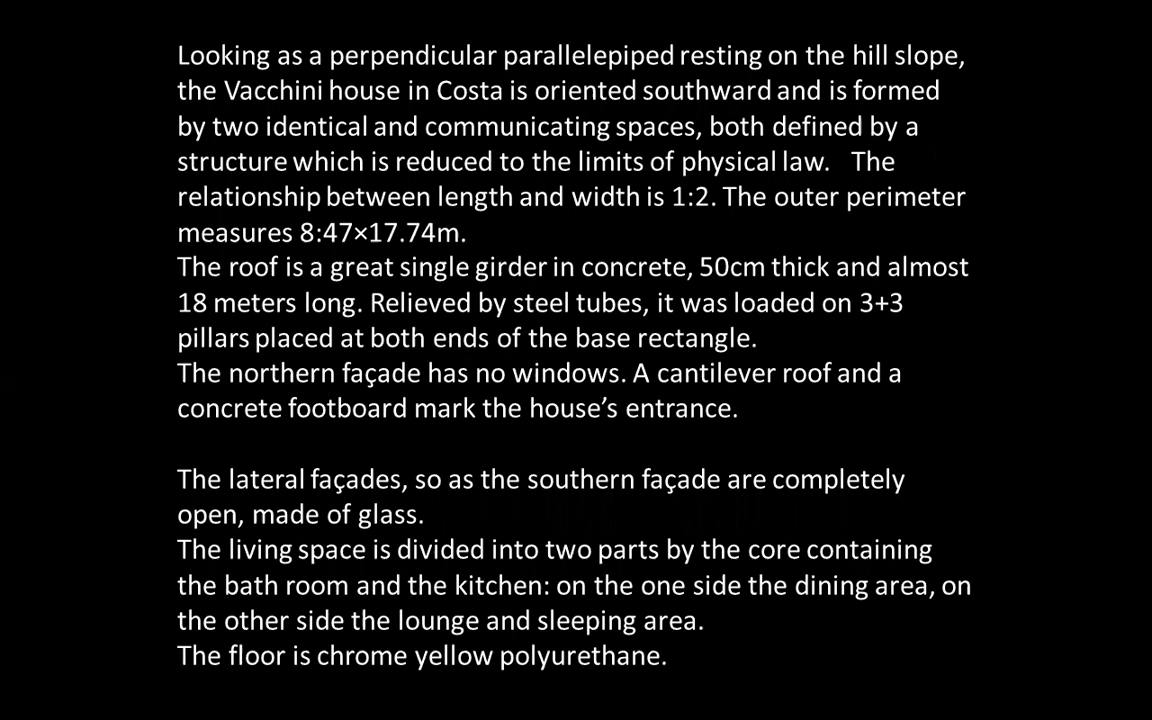 Looking as a perpendicular parallelepiped resting on the hill slope,
the Vacchini house in Costa is oriented southward and is formed
by two identical and communicating spaces, both defined by a
structure which is reduced to the limits of physical law.   The
relationship between length and width is 1:2. The outer perimeter
measures 8:47×17.74m.
The roof is a great single girder in concrete, 50cm thick and almost
18 meters long. Relieved by steel tubes, it was loaded on 3+3
pillars placed at both ends of the base rectangle.
The northern façade has no windows. A cantilever roof and a
concrete footboard mark the house’s entrance.

The lateral façades, so as the southern façade are completely
open, made of glass.
The living space is divided into two parts by the core containing
the bath room and the kitchen: on the one side the dining area, on
the other side the lounge and sleeping area.
The floor is chrome yellow polyurethane.